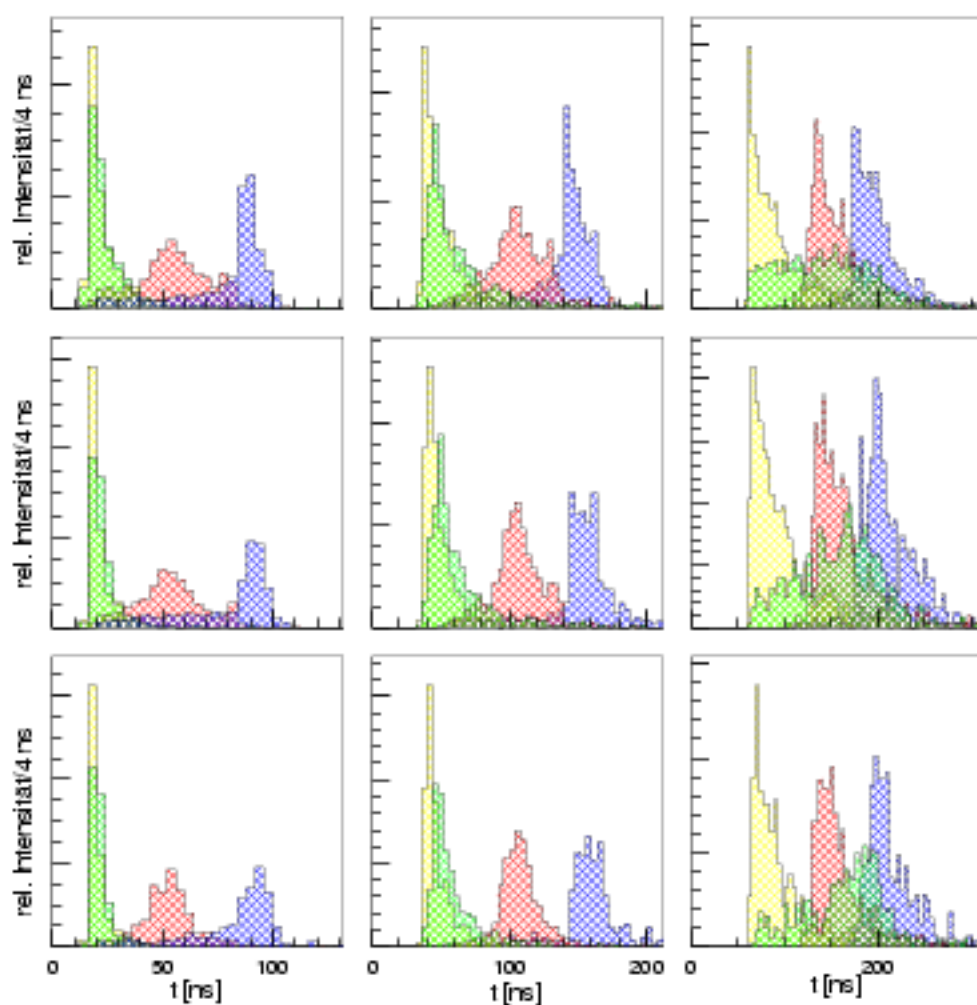 rel. Intensität/4 ns
rel. Intensität/4 ns
rel. Intensität/4 ns
0 50 100
0 100 200
0 200
t [ns]
t [ns]
t [ns]